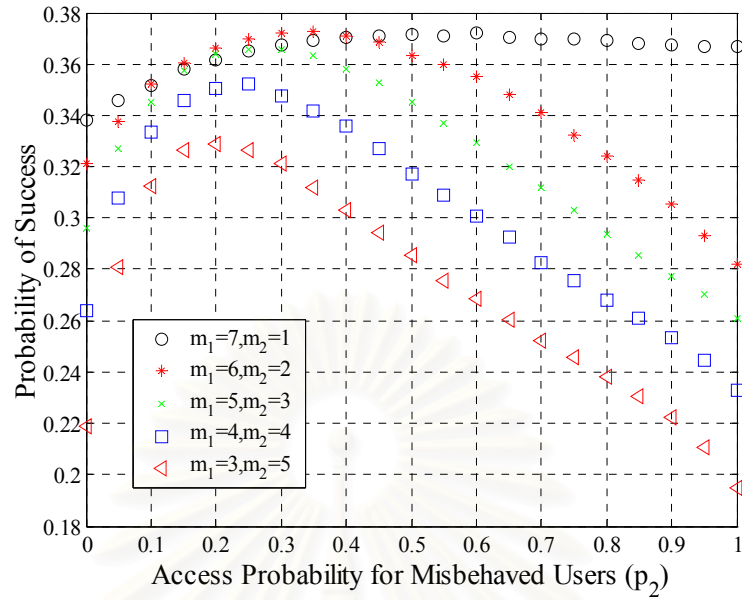 0.38
0.36
0.34
0.32
0.3
0.28
0.26
0.24
0.22
0.2
0.18
Probability of Success
m₁=7,m₂=1
m₁=6,m₂=2
m₁=5,m₂=3
m₁=4,m₂=4
m₁=3,m₂=5
0 0.1 0.2 0.3 0.4 0.5 0.6 0.7 0.8 0.9 1
Access Probability for Misbehaved Users (p₂)